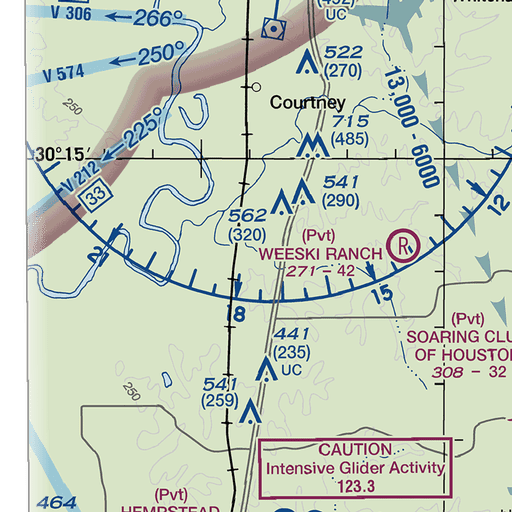 (492)
UC
V 306
266°
522
(270)
250°
V 574
13,000 - 6000
250
Courtney
225°
715
(485)
30°15'
V 212
33
541
(290)
12
562
(320)
(Pvt)
WEESKI RANCH
R
271 - 42
21
15
18
(Pvt)
SOARING CLU
OF HOUSTO
308 - 32
441
(235)
UC
250
541
(259)
CAUTION
Intensive Glider Activity
123.3
464
(Pvt)
HEMPSTEAD